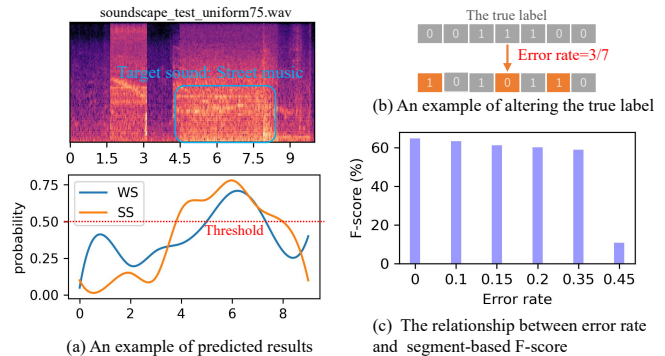 soundscape_test_uniform75.wav
Target sound: Street music
0 1.5 3 4.5 6 7.5 9
probability
0.75
0.50
0.25
0.00
WS
SS
Threshold
0 2 4 6 8
(a) An example of predicted results
The true label
0 0 1 1 1 0 0
Error rate=3/7
1 0 1 0 1 1 0
(b) An example of altering the true label
F-score (%)
60
40
20
0
0 0.1 0.15 0.2 0.35 0.45
Error rate
(c) The relationship between error rate
and segment-based F-score